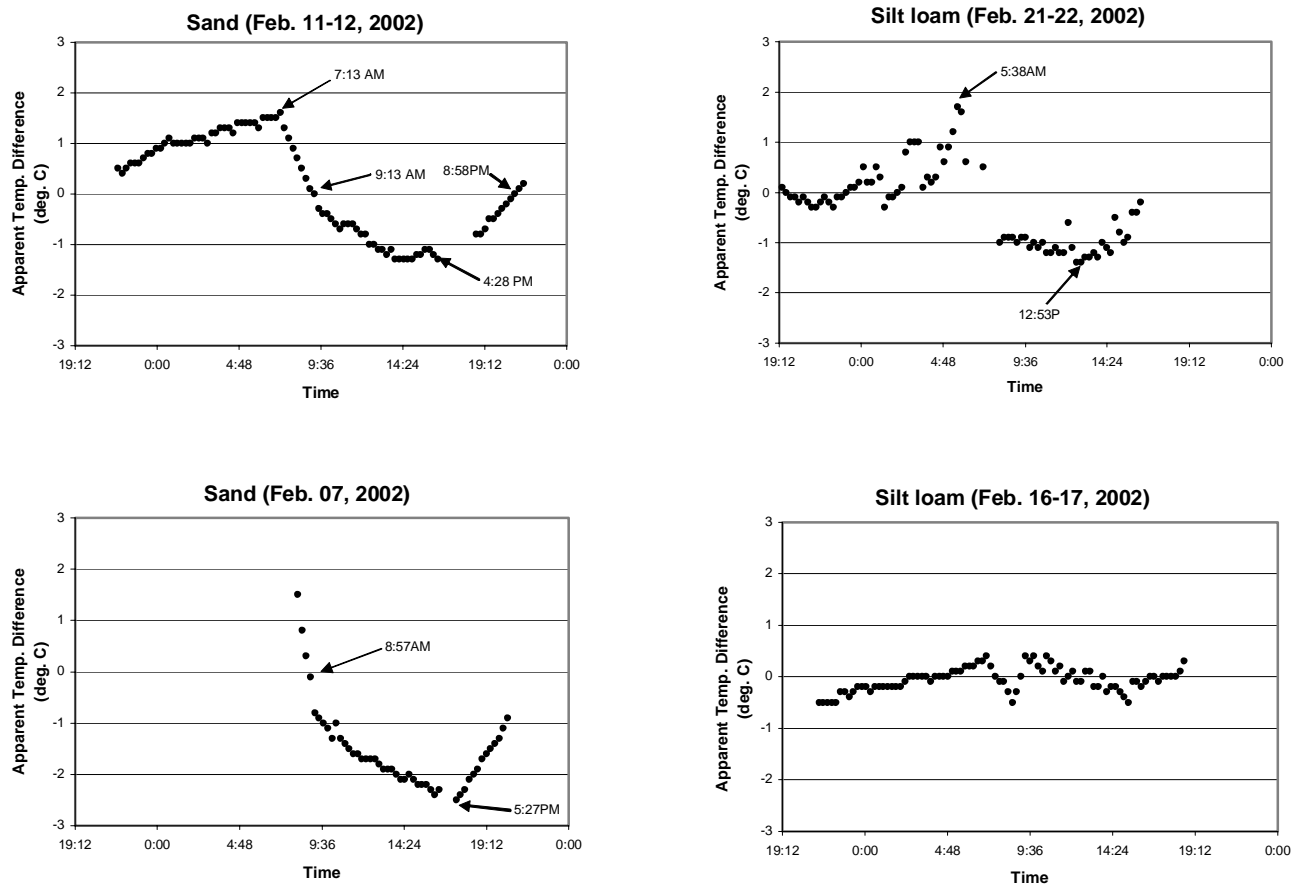 Sand (Feb. 11-12, 2002)
Apparent Temp. Difference
(deg. C)
3
2
1
0
-1
-2
-3
7:13 AM
9:13 AM
8:58PM
4:28 PM
19:12 0:00 4:48 9:36 14:24 19:12 0:00
Time
Silt loam (Feb. 21-22, 2002)
Apparent Temp. Difference
(deg. C)
3
2
1
0
-1
-2
-3
5:38AM
12:53P
19:12 0:00 4:48 9:36 14:24 19:12 0:00
Time
Sand (Feb. 07, 2002)
Apparent Temp. Difference
(deg. C)
3
2
1
0
-1
-2
-3
8:57AM
5:27PM
19:12 0:00 4:48 9:36 14:24 19:12 0:00
Time
Silt loam (Feb. 16-17, 2002)
Apparent Temp. Difference
(deg. C)
3
2
1
0
-1
-2
-3
19:12 0:00 4:48 9:36 14:24 19:12 0:00
Time